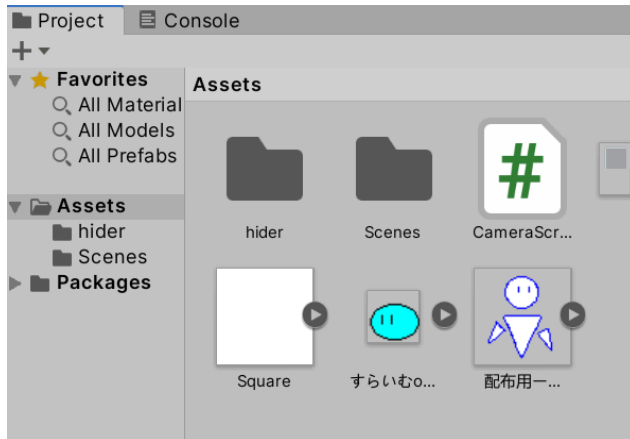 Project
Console
Favorites
All Material
All Models
All Prefabs
Assets
hider
Scenes
Packages
Assets
hider
Scenes
CameraScr...
Square
すらいむo...
配布用ー...